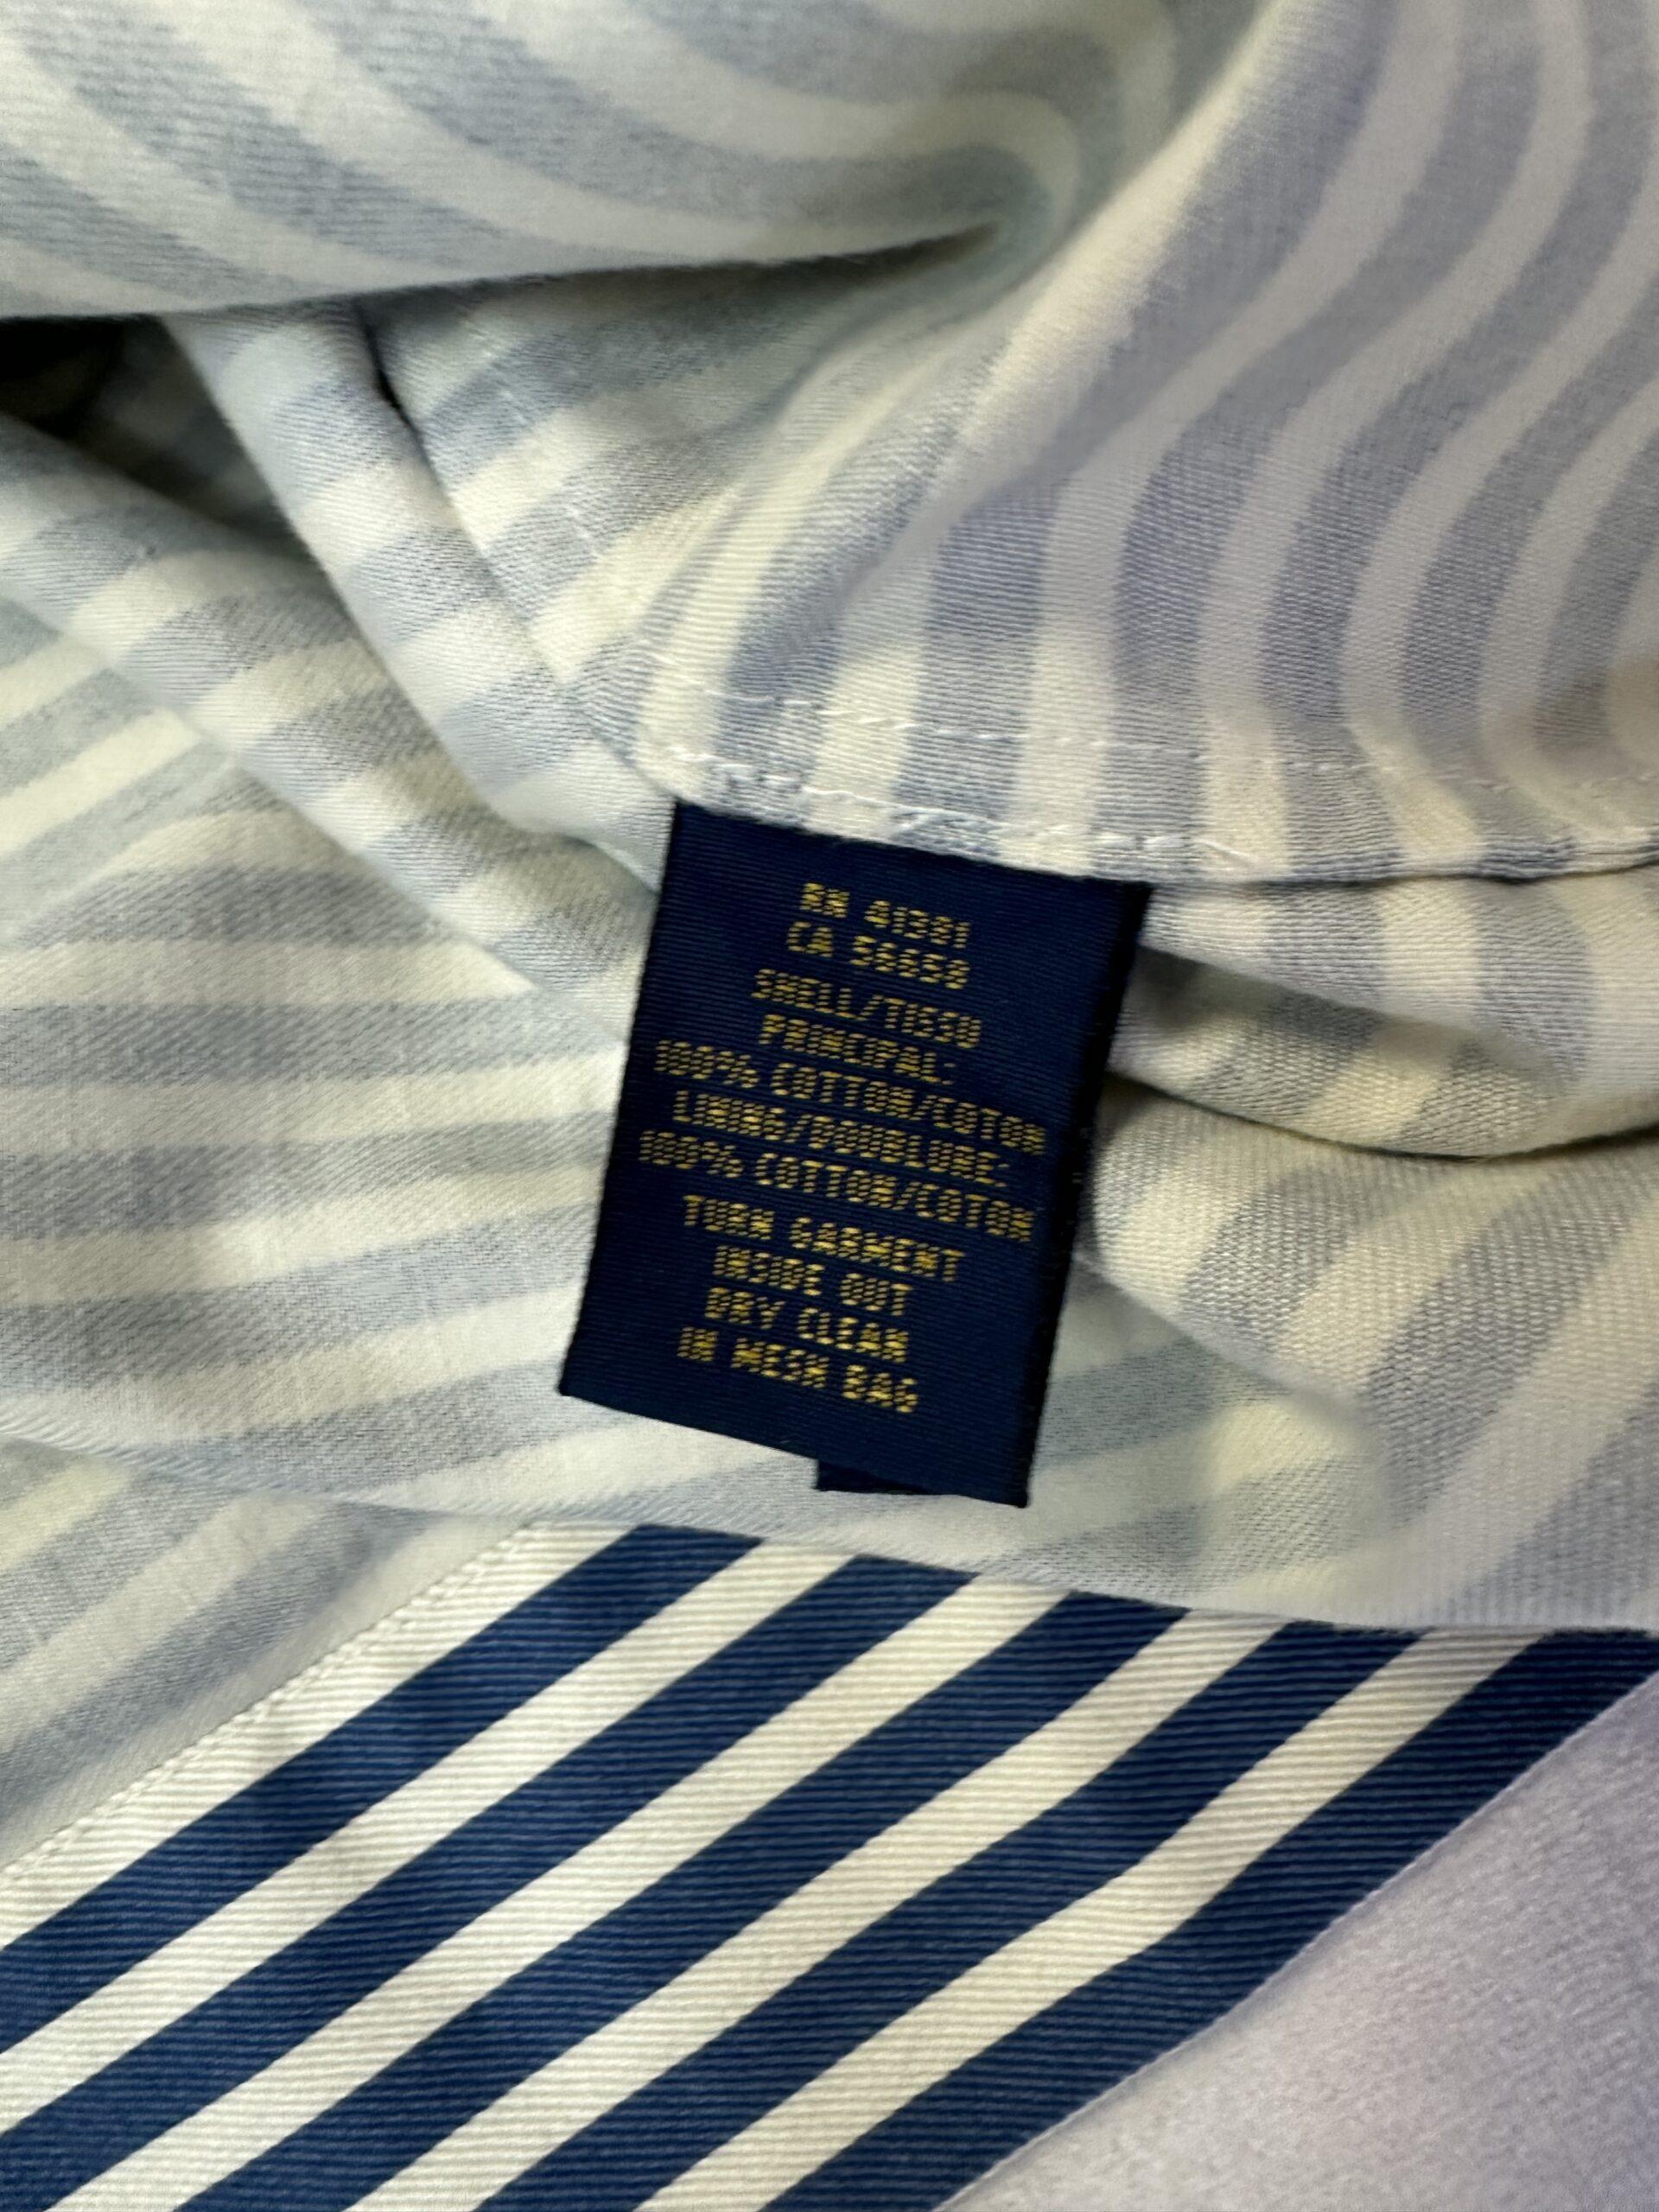 RN 41381
CA 56658
SHELL/TISSU
PRINCIPAL:
100% COTTON/COTON
LINING/DOUBLURE:
100% COTTON/COTON
TURN GARMENT
INSIDE OUT
DRY CLEAN
IN MESH BAG